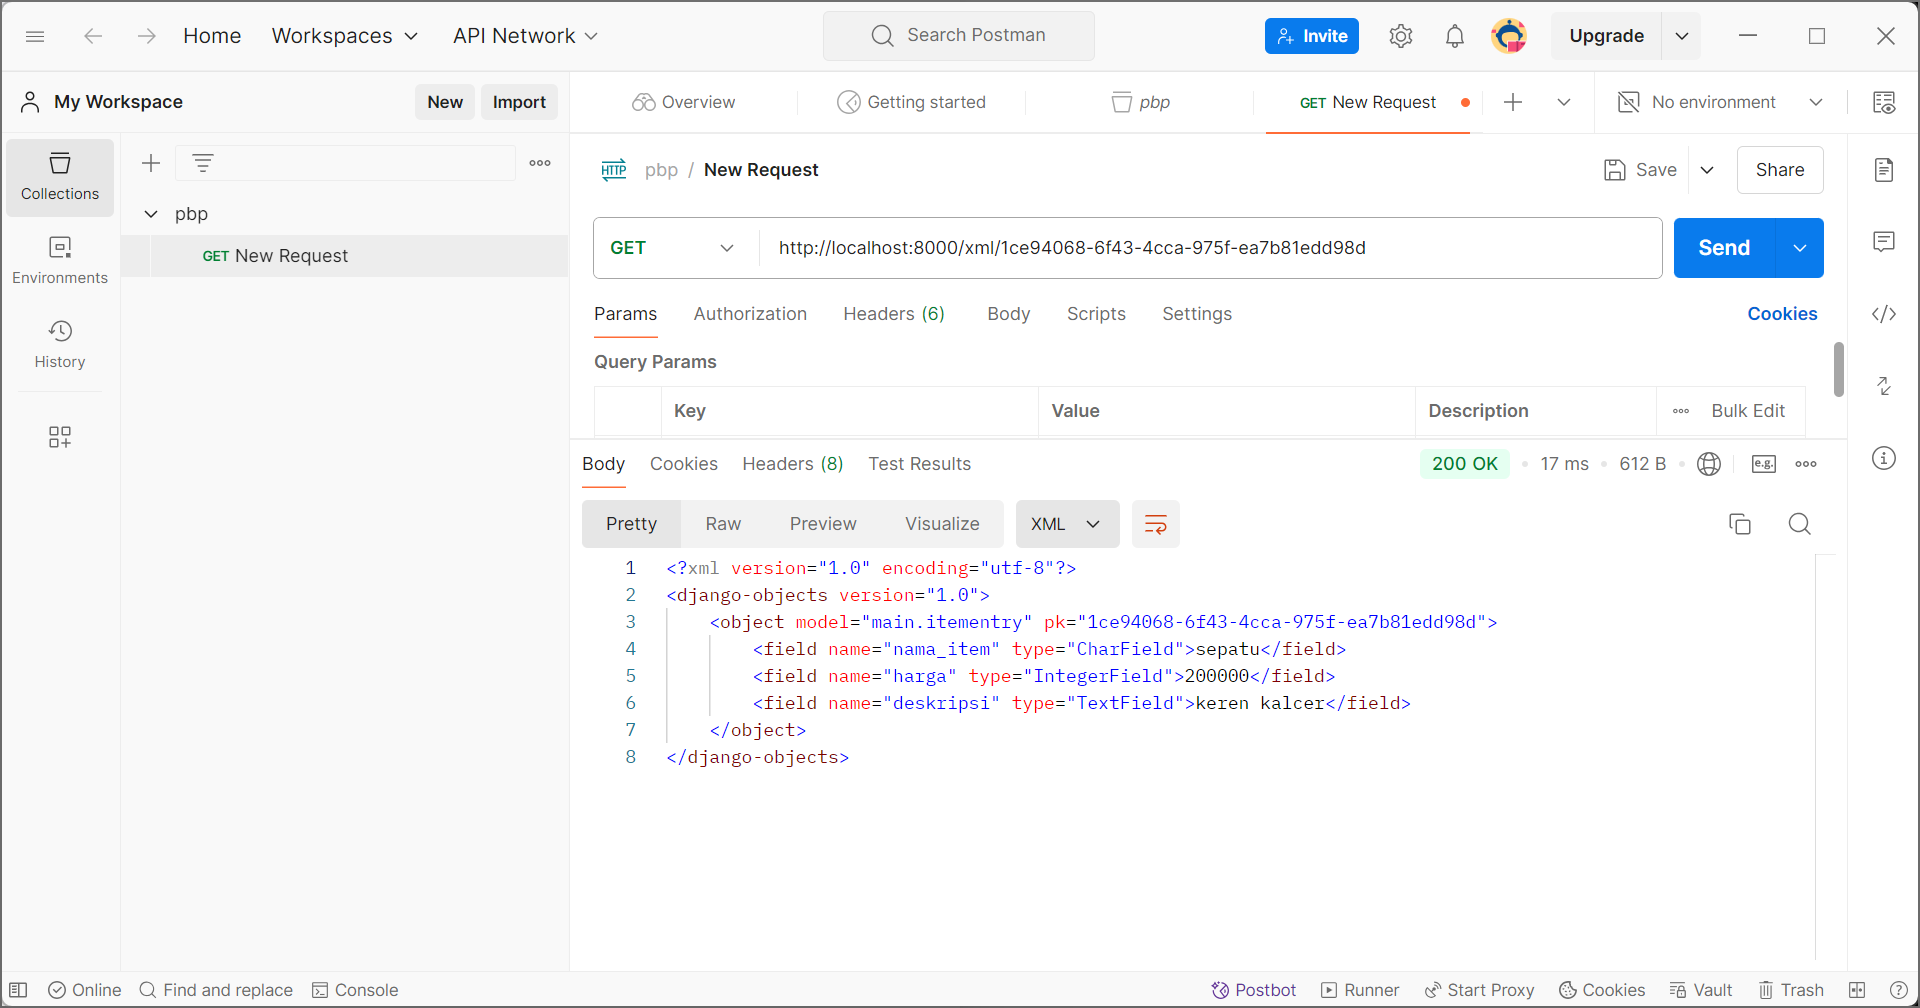 Home Workspaces API Network Search Postman Invite Upgrade
My Workspace New Import Overview Getting started pbp GET New Request No environment
Collections
Environments
History
pbp
GET New Request
HTTP pbp / New Request Save Share
GET http://localhost:8000/xml/1ce94068-6f43-4cca-975f-ea7b81edd98d Send
Params Authorization Headers (6) Body Scripts Settings Cookies
Query Params
Key Value Description Bulk Edit
Body Cookies Headers (8) Test Results 200 OK 17 ms 612 B e.g.
Pretty Raw Preview Visualize XML
1 <?xml version="1.0" encoding="utf-8"?>
2 <django-objects version="1.0">
3 <object model="main.itementry" pk="1ce94068-6f43-4cca-975f-ea7b81edd98d">
4 <field name="nama_item" type="CharField">sepatu</field>
5 <field name="harga" type="IntegerField">200000</field>
6 <field name="deskripsi" type="TextField">keren kalcer</field>
7 </object>
8 </django-objects>
Online Find and replace Console Postbot Runner Start Proxy Cookies Vault Trash